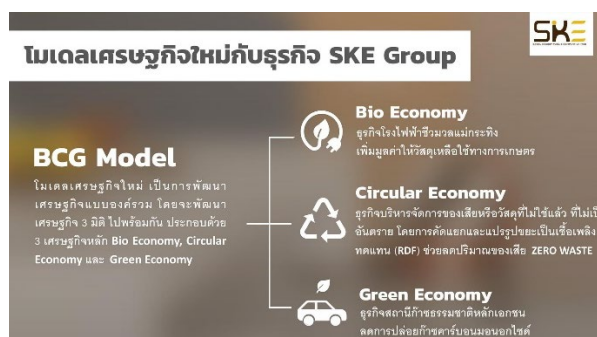 SKE
โมเดลเศรษฐกิจใหม่กับธุรกิจ SKE Group
BCG Model
โมเดลเศรษฐกิจใหม่ เป็นการพัฒนา
เศรษฐกิจแบบองค์รวม โดยจะพัฒนา
เศรษฐกิจ 3 มิติ ไปพร้อมกัน ประกอบด้วย
3 เศรษฐกิจหลัก Bio Economy, Circular
Economy และ Green Economy
Bio Economy
ธุรกิจโรงไฟฟ้าชีวมวลแม่กระทิง
เพิ่มมูลค่าให้วัสดุเหลือใช้ทางการเกษตร
Circular Economy
ธุรกิจบริหารจัดการของเสียหรือวัสดุที่ไม่ใช้แล้ว ที่ไม่เป็
อันตราย โดยการคัดแยกและแปรรูปขยะเป็นเชื้อเพลิง
ทดแทน (RDF) ช่วยลดปริมาณของเสีย ZERO WASTE
Green Economy
ธุรกิจสถานีก๊าซธรรมชาติหลักเอกชน
ลดการปล่อยก๊าซคาร์บอนมอนอกไซด์